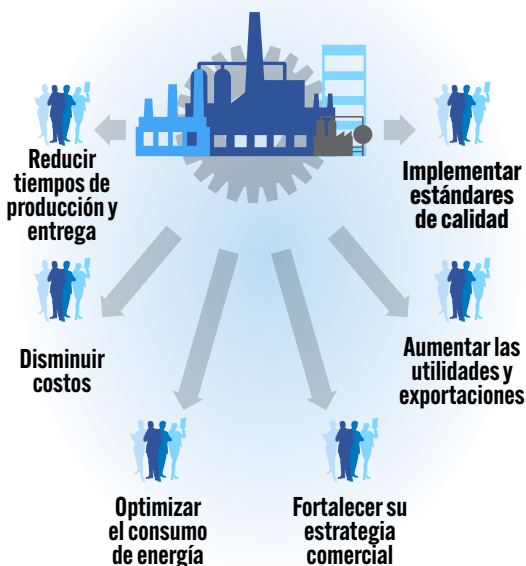 Reducir
tiempos de
producción y
entrega
Implementar
estándares
de calidad
Disminuir
costos
Aumentar las
utilidades y
exportaciones
Optimizar
el consumo
de energía
Fortalecer su
estrategia
comercial